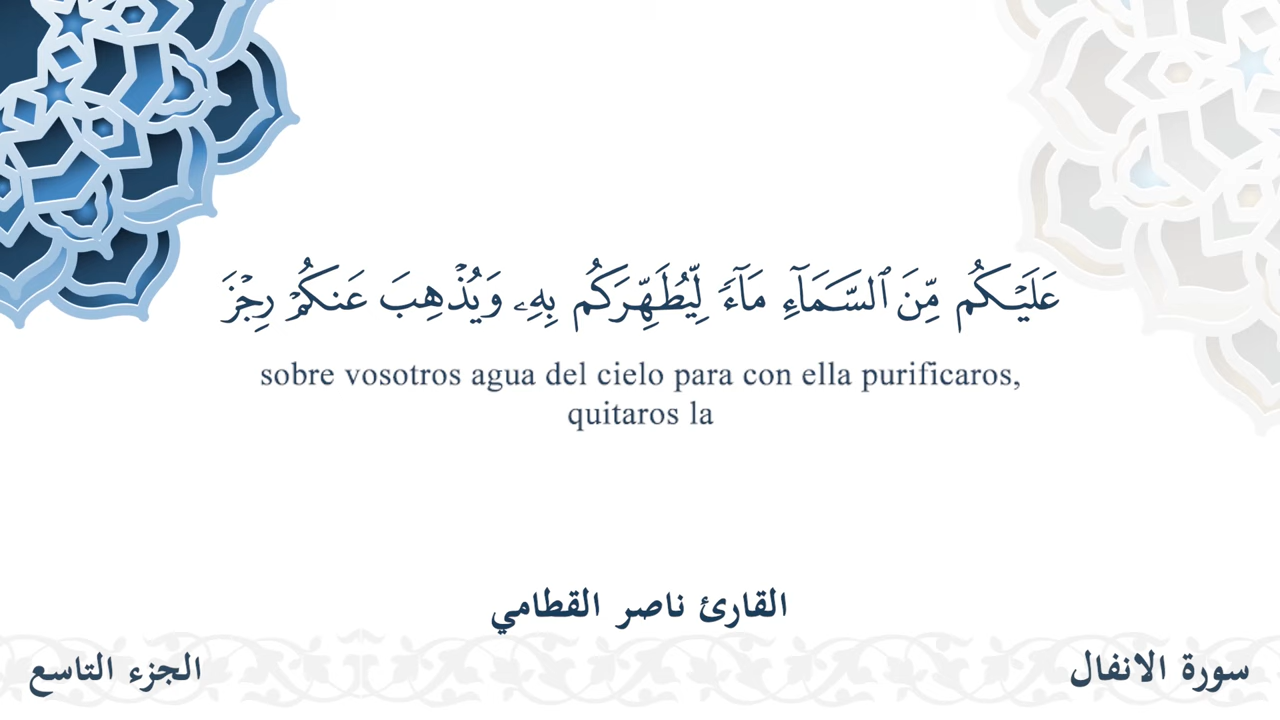 عَلَيۡكُم مِّنَ ٱلسَّمَآءِ مَآءٗ لِّيُطَهِّرَكُم بِهِۦ وَيُذۡهِبَ عَنكُمۡ رِجۡزَ
sobre vosotros agua del cielo para con ella purificaros,
quitaros la
القارئ ناصر القطامي
سورة الانفال
الجزء التاسع